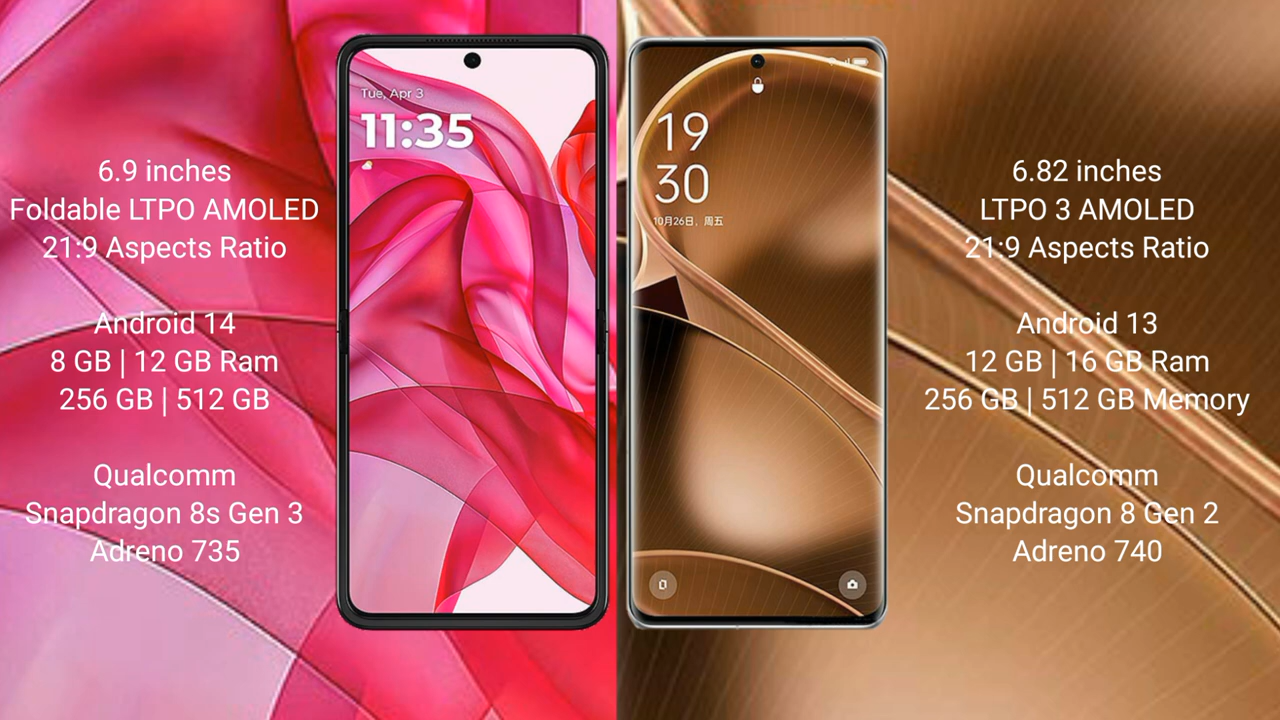 6.9 inches
Foldable LTPO AMOLED
21:9 Aspects Ratio
Android 14
8 GB | 12 GB Ram
256 GB | 512 GB
Qualcomm
Snapdragon 8s Gen 3
Adreno 735
Tue, Apr 3
11:35
19
30
10月26日，周五
6.82 inches
LTPO 3 AMOLED
21:9 Aspects Ratio
Android 13
12 GB | 16 GB Ram
256 GB | 512 GB Memory
Qualcomm
Snapdragon 8 Gen 2
Adreno 740